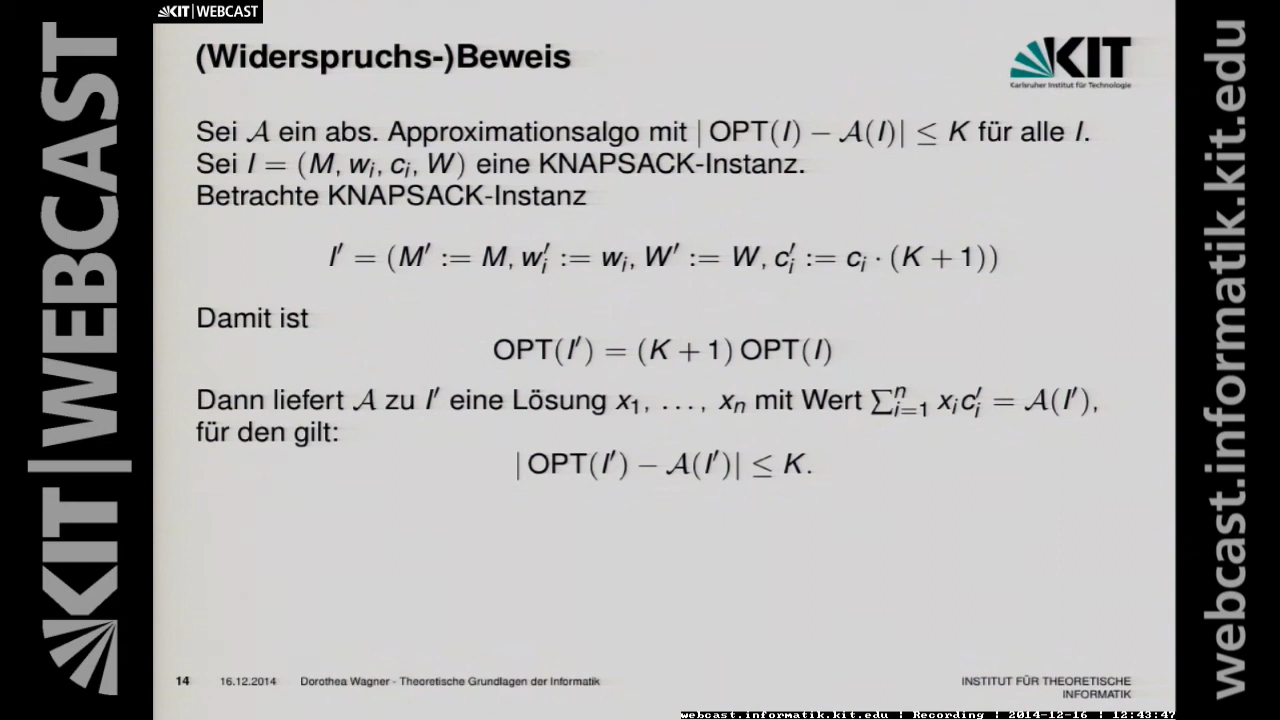 KIT | WEBCAST
(Widerspruchs-)Beweis
KIT
Karlsruher Institut für Technologie
Sei 𝒜 ein abs. Approximationsalgo mit | OPT(I) − 𝒜(I)| ≤ K für alle I.
Sei I = (M, wᵢ, cᵢ, W) eine KNAPSACK-Instanz.
Betrachte KNAPSACK-Instanz
I′ = (M′ := M, w′ᵢ := wᵢ, W′ := W, c′ᵢ := cᵢ · (K + 1))
Damit ist
OPT(I′) = (K + 1) OPT(I)
Dann liefert 𝒜 zu I′ eine Lösung x₁, …, xₙ mit Wert ∑ⁿᵢ₌₁ xᵢc′ᵢ = 𝒜(I′),
für den gilt:
| OPT(I′) − 𝒜(I′)| ≤ K.
14 16.12.2014 Dorothea Wagner - Theoretische Grundlagen der Informatik
INSTITUT FÜR THEORETISCHE
INFORMATIK
KIT | WEBCAST
webcast.informatik.kit.edu
webcast.informatik.kit.edu | Recording | 2014-12-16 | 12:43:47